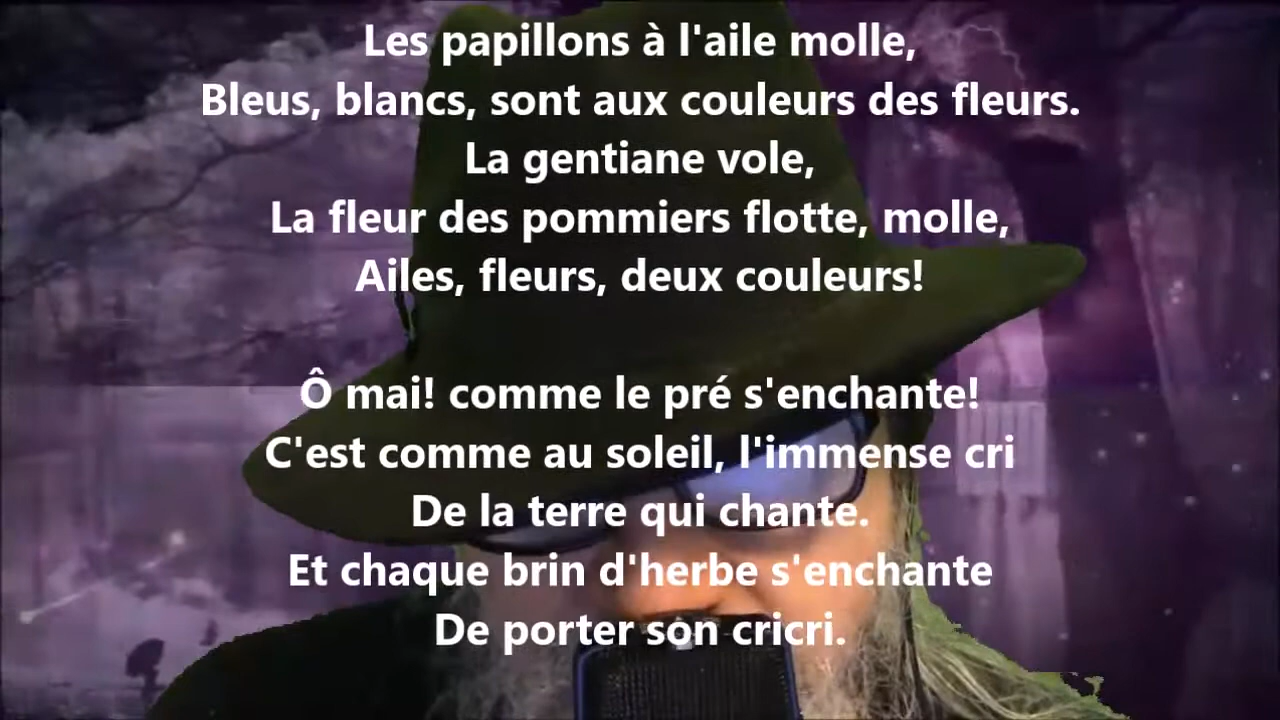 Les papillons à l'aile molle,
Bleus, blancs, sont aux couleurs des fleurs.
La gentiane vole,
La fleur des pommiers flotte, molle,
Ailes, fleurs, deux couleurs!
Ô mai! comme le pré s'enchante!
C'est comme au soleil, l'immense cri
De la terre qui chante.
Et chaque brin d'herbe s'enchante
De porter son cricri.